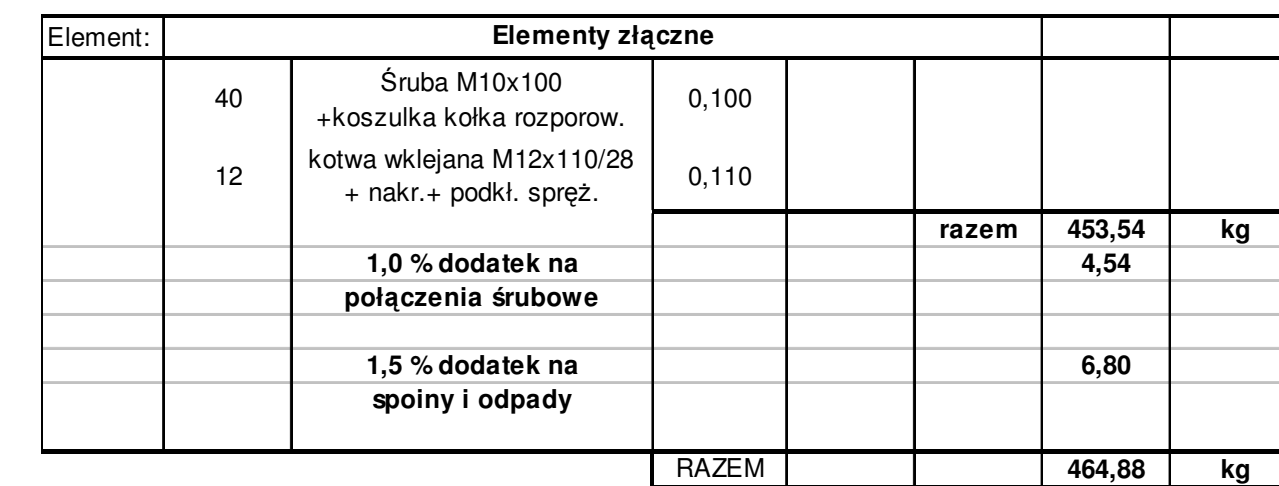 Element: Elementy złączne
40 Śruba M10x100 +koszulka kołka rozporow. 0,100
12 kotwa wklejana M12x110/28 + nakr.+ podkł. spręż. 0,110
razem 453,54 kg
1,0 % dodatek na 4,54
połączenia śrubowe
1,5 % dodatek na 6,80
spoiny i odpady
RAZEM 464,88 kg